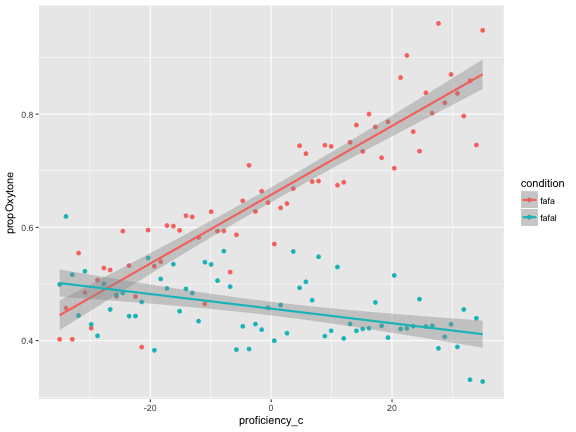 propOxytone
0.8
0.6
0.4
-20
0
20
proficiency_c
condition
fafa
fafal